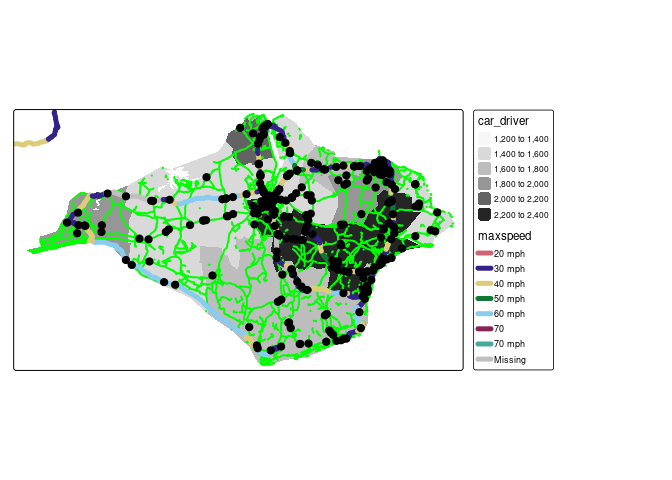 car_driver
1,200 to 1,400
1,400 to 1,600
1,600 to 1,800
1,800 to 2,000
2,000 to 2,200
2,200 to 2,400
maxspeed
20 mph
30 mph
40 mph
50 mph
60 mph
70
70 mph
Missing